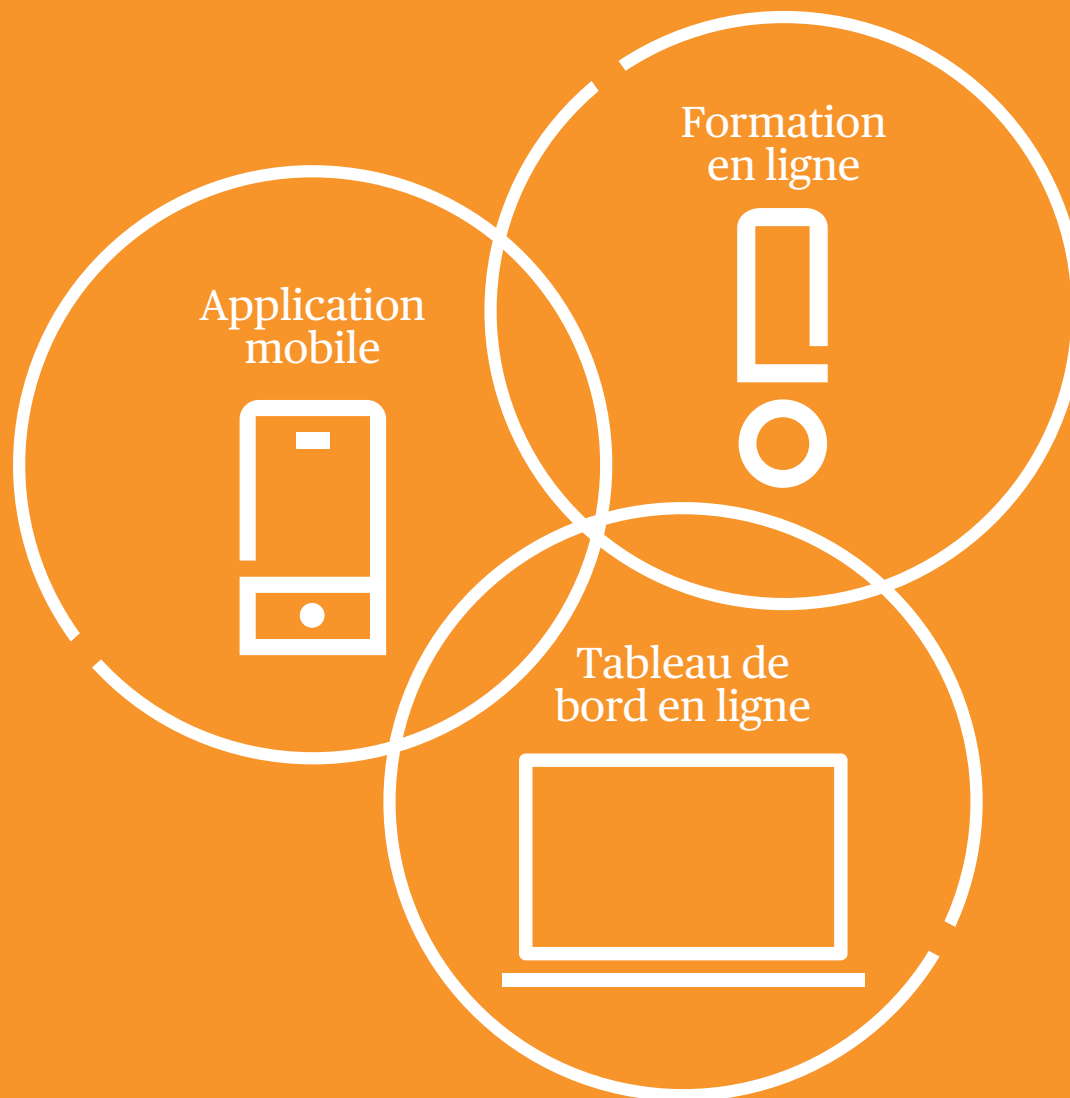 Formation
en ligne
Application
mobile
Tableau de
bord en ligne